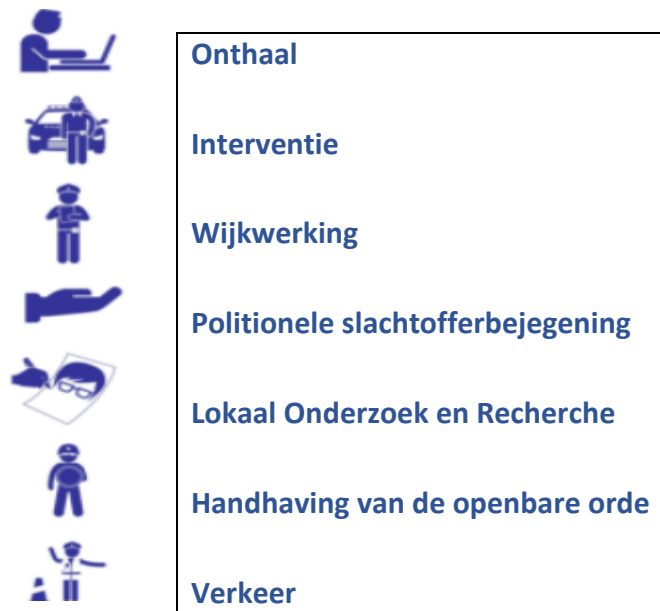 Onthaal
Interventie
Wijkwerking
Politionele slachtofferbejegening
Lokaal Onderzoek en Recherche
Handhaving van de openbare orde
Verkeer